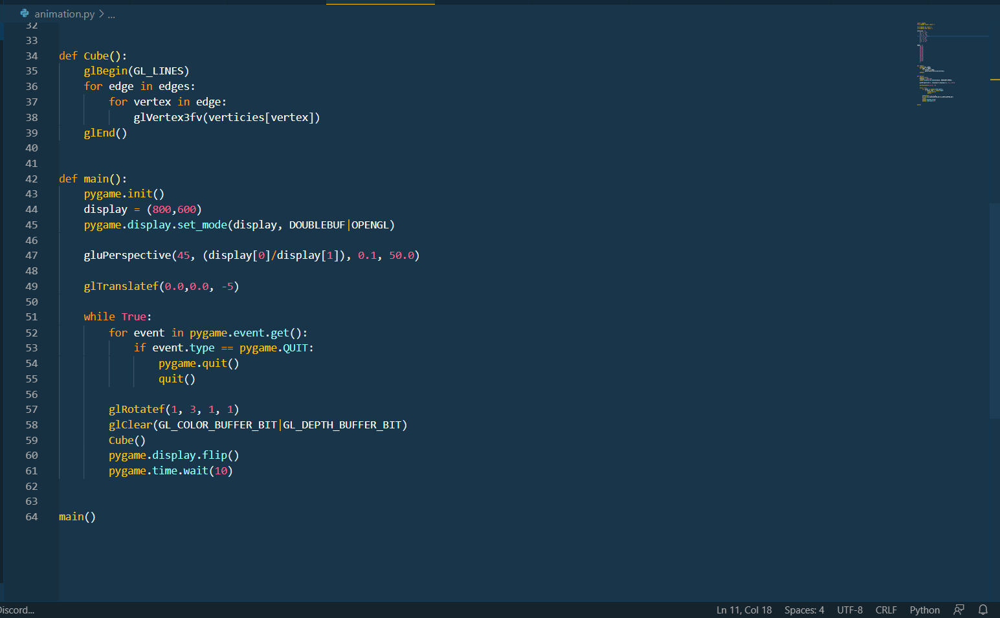 animation.py > ...
32
33
34 def Cube():
35     glBegin(GL_LINES)
36     for edge in edges:
37         for vertex in edge:
38             glVertex3fv(verticies[vertex])
39     glEnd()
40
41
42 def main():
43     pygame.init()
44     display = (800,600)
45     pygame.display.set_mode(display, DOUBLEBUF|OPENGL)
46
47     gluPerspective(45, (display[0]/display[1]), 0.1, 50.0)
48
49     glTranslatef(0.0,0.0, -5)
50
51     while True:
52         for event in pygame.event.get():
53             if event.type == pygame.QUIT:
54                 pygame.quit()
55                 quit()
56
57         glRotatef(1, 3, 1, 1)
58         glClear(GL_COLOR_BUFFER_BIT|GL_DEPTH_BUFFER_BIT)
59         Cube()
60         pygame.display.flip()
61         pygame.time.wait(10)
62
63
64 main()
Discord... Ln 11, Col 18 Spaces: 4 UTF-8 CRLF Python